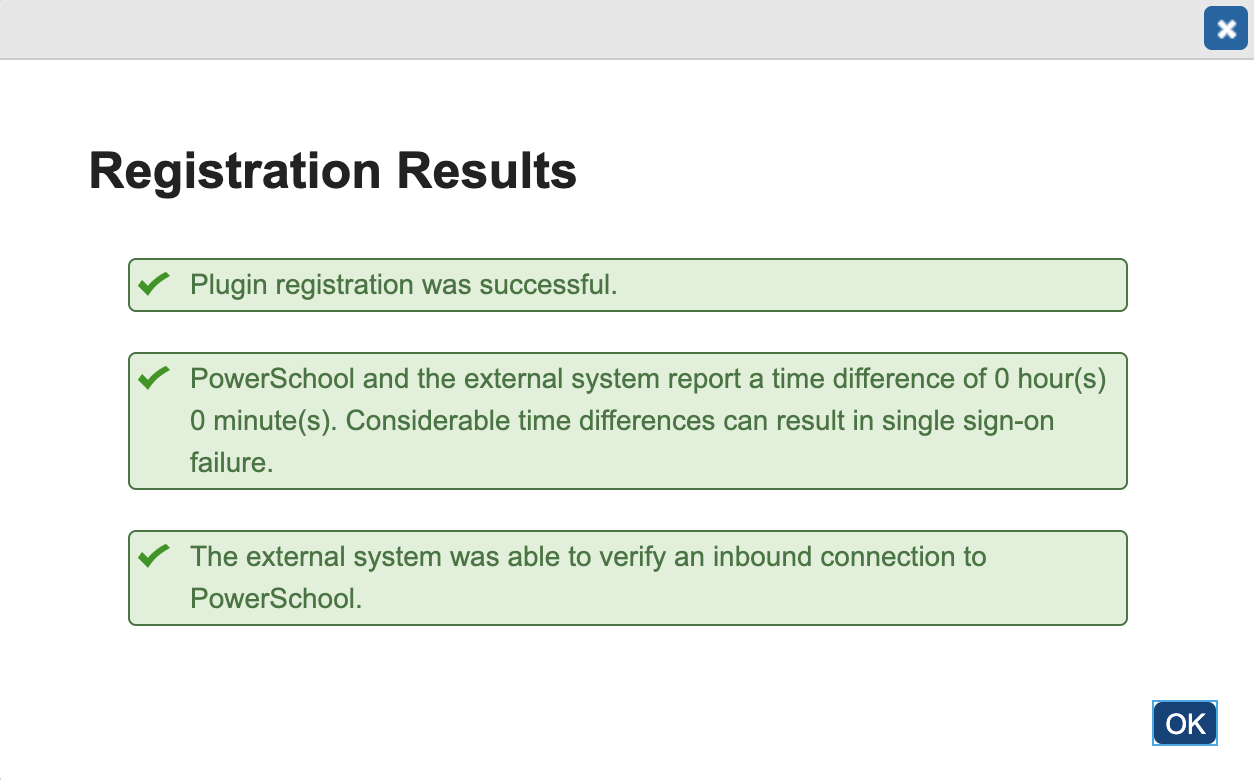 Registration Results
Plugin registration was successful.
PowerSchool and the external system report a time difference of 0 hour(s)
0 minute(s). Considerable time differences can result in single sign-on
failure.
The external system was able to verify an inbound connection to
PowerSchool.
OK